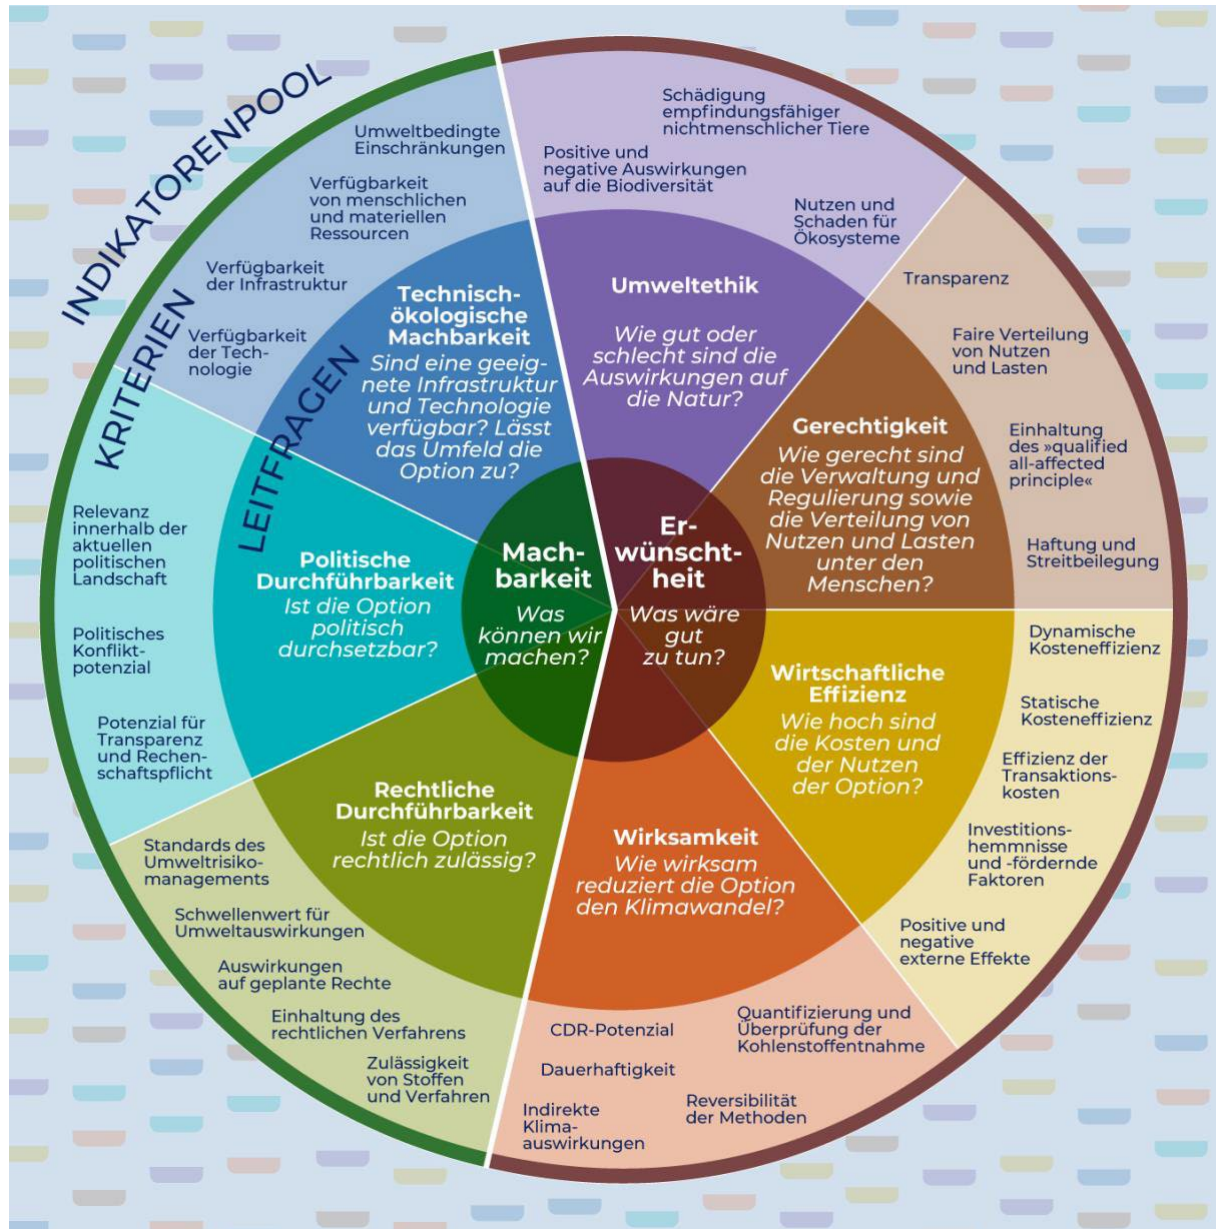 INDIKATORENPOOL
KRITERIEN
LEITFRAGEN
Mach-
barkeit
Was
können wir
machen?
Er-
wünscht-
heit
Was wäre
gut
zu tun?
Technisch-
ökologische
Machbarkeit
Sind eine geeig-
nete Infrastruktur
und Technologie
verfügbar? Lässt
das Umfeld die
Option zu?
Umweltbedingte
Einschränkungen
Verfügbarkeit
von menschlichen
und materiellen
Ressourcen
Verfügbarkeit
der Infrastruktur
Verfügbarkeit
der Tech-
nologie
Politische
Durchführbarkeit
Ist die Option
politisch
durchsetzbar?
Relevanz
innerhalb der
aktuellen
politischen
Landschaft
Politisches
Konflikt-
potenzial
Potenzial für
Transparenz
und Rechen-
schaftspflicht
Rechtliche
Durchführbarkeit
Ist die Option
rechtlich zulässig?
Standards des
Umweltrisiko-
managements
Schwellenwert für
Umweltauswirkungen
Auswirkungen
auf geplante Rechte
Einhaltung des
rechtlichen Verfahrens
Zulässigkeit
von Stoffen
und Verfahren
Umweltethik
Wie gut oder
schlecht sind die
Auswirkungen auf
die Natur?
Schädigung
empfindungsfähiger
nichtmenschlicher Tiere
Positive und
negative Auswirkungen
auf die Biodiversität
Nutzen und
Schaden für
Ökosysteme
Gerechtigkeit
Wie gerecht sind
die Verwaltung und
Regulierung sowie
die Verteilung von
Nutzen und Lasten
unter den
Menschen?
Transparenz
Faire Verteilung
von Nutzen
und Lasten
Einhaltung
des »qualified
all-affected
principle«
Haftung und
Streitbeilegung
Wirtschaftliche
Effizienz
Wie hoch sind
die Kosten und
der Nutzen
der Option?
Dynamische
Kosteneffizienz
Statische
Kosteneffizienz
Effizienz der
Transaktions-
kosten
Investitions-
hemmnisse
und -fördernde
Faktoren
Positive und
negative
externe Effekte
Wirksamkeit
Wie wirksam
reduziert die Option
den Klimawandel?
CDR-Potenzial
Quantifizierung und
Überprüfung der
Kohlenstoffentnahme
Dauerhaftigkeit
Reversibilität
der Methoden
Indirekte
Klima-
auswirkungen